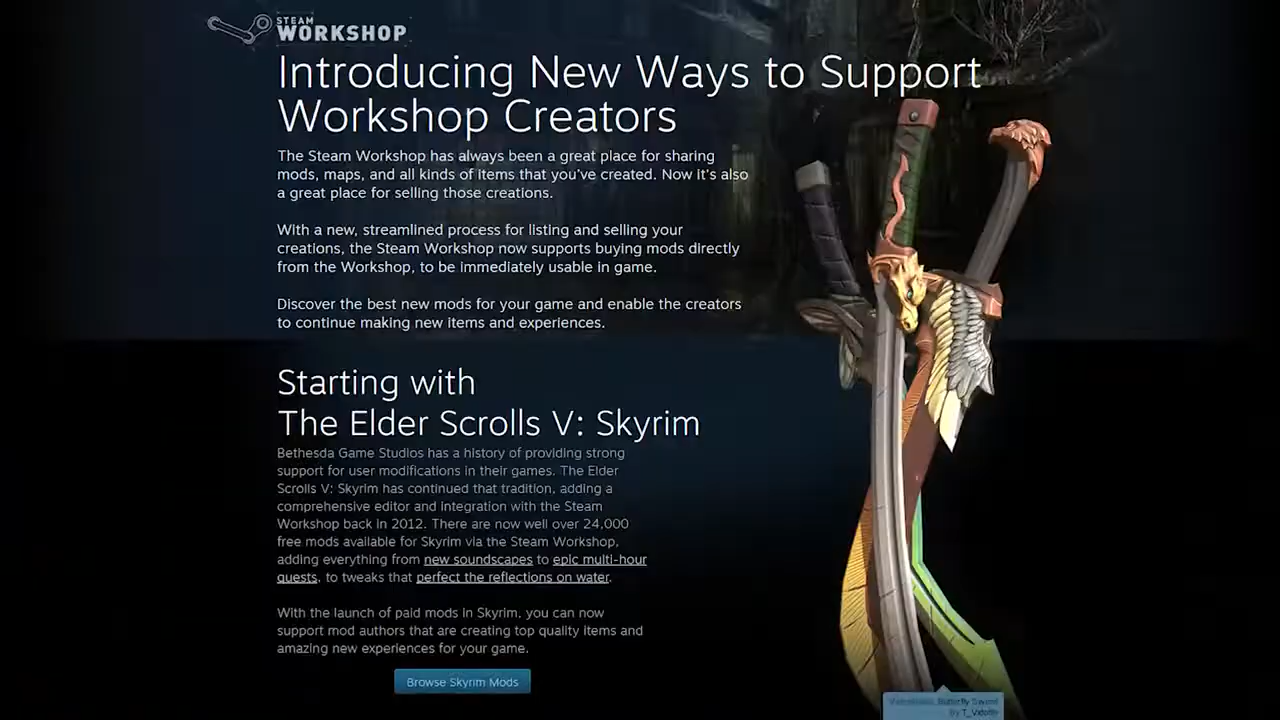 STEAM
WORKSHOP
Introducing New Ways to Support
Workshop Creators
The Steam Workshop has always been a great place for sharing
mods, maps, and all kinds of items that you've created. Now it's also
a great place for selling those creations.
With a new, streamlined process for listing and selling your
creations, the Steam Workshop now supports buying mods directly
from the Workshop, to be immediately usable in game.
Discover the best new mods for your game and enable the creators
to continue making new items and experiences.
Starting with
The Elder Scrolls V: Skyrim
Bethesda Game Studios has a history of providing strong
support for user modifications in their games. The Elder
Scrolls V: Skyrim has continued that tradition, adding a
comprehensive editor and integration with the Steam
Workshop back in 2012. There are now well over 24,000
free mods available for Skyrim via the Steam Workshop,
adding everything from new soundscapes to epic multi-hour
quests, to tweaks that perfect the reflections on water.
With the launch of paid mods in Skyrim, you can now
support mod authors that are creating top quality items and
amazing new experiences for your game.
Browse Skyrim Mods
By T_Vidotto